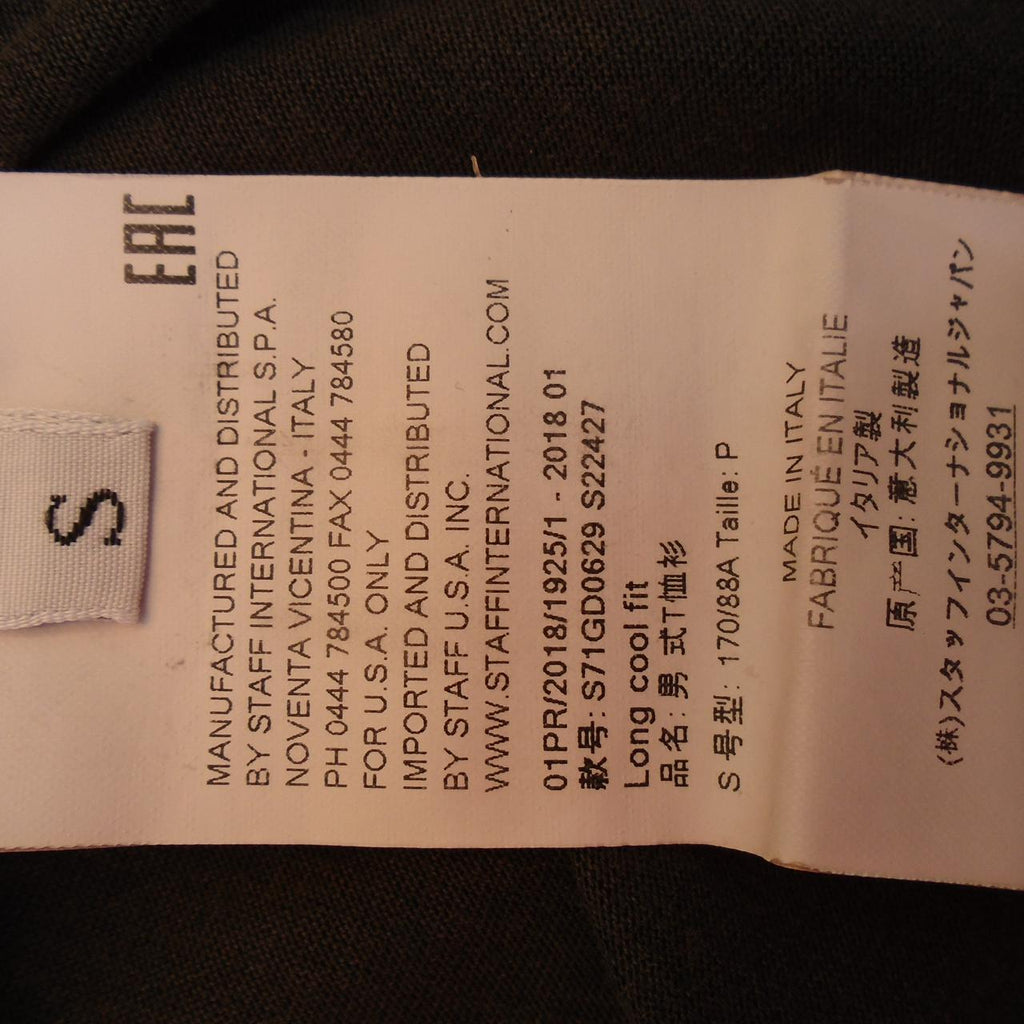 S
EAC
MANUFACTURED AND DISTRIBUTED
BY STAFF INTERNATIONAL S.P.A.
NOVENTA VICENTINA - ITALY
PH 0444 784500 FAX 0444 784580
FOR U.S.A. ONLY
IMPORTED AND DISTRIBUTED
BY STAFF U.S.A. INC.
WWW.STAFFINTERNATIONAL.COM
01PR/2018/1925/1 - 2018 01
款号: S71GD0629 S22427
Long cool fit
品名: 男式T恤衫
S 号型: 170/88A Taille: P
MADE IN ITALY
FABRIQUÉ EN ITALIE
イタリア製
原产国: 意大利製造
(株)スタッフインターナショナルジャパン
03-5794-9931